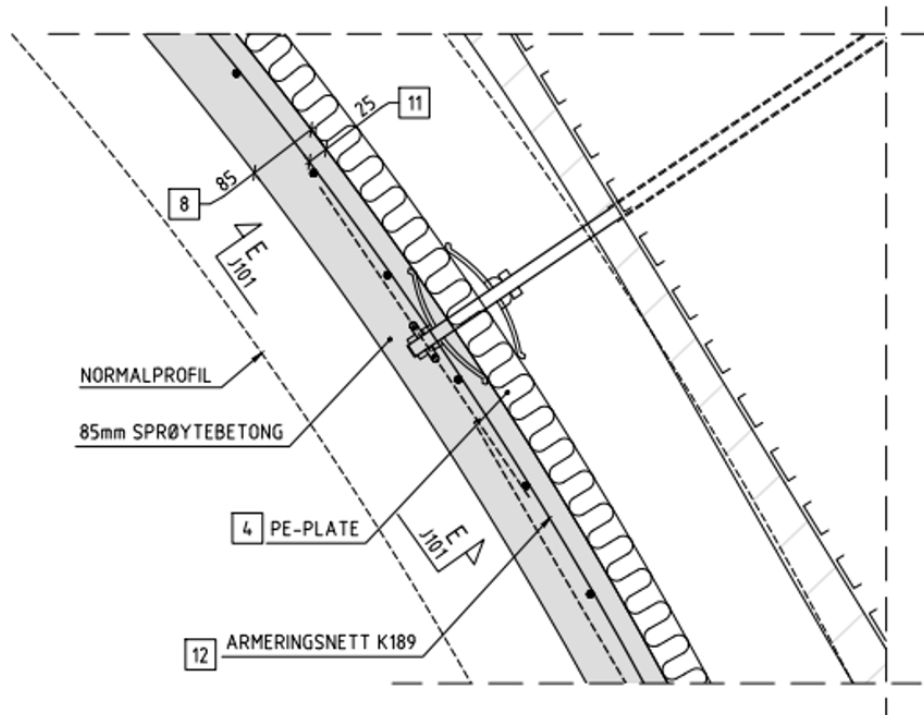 25
11
85
8
E
J101
NORMALPROFIL
85mm SPRØYTEBETONG
4 PE-PLATE
E
J101
12 ARMERINGSNETT K189